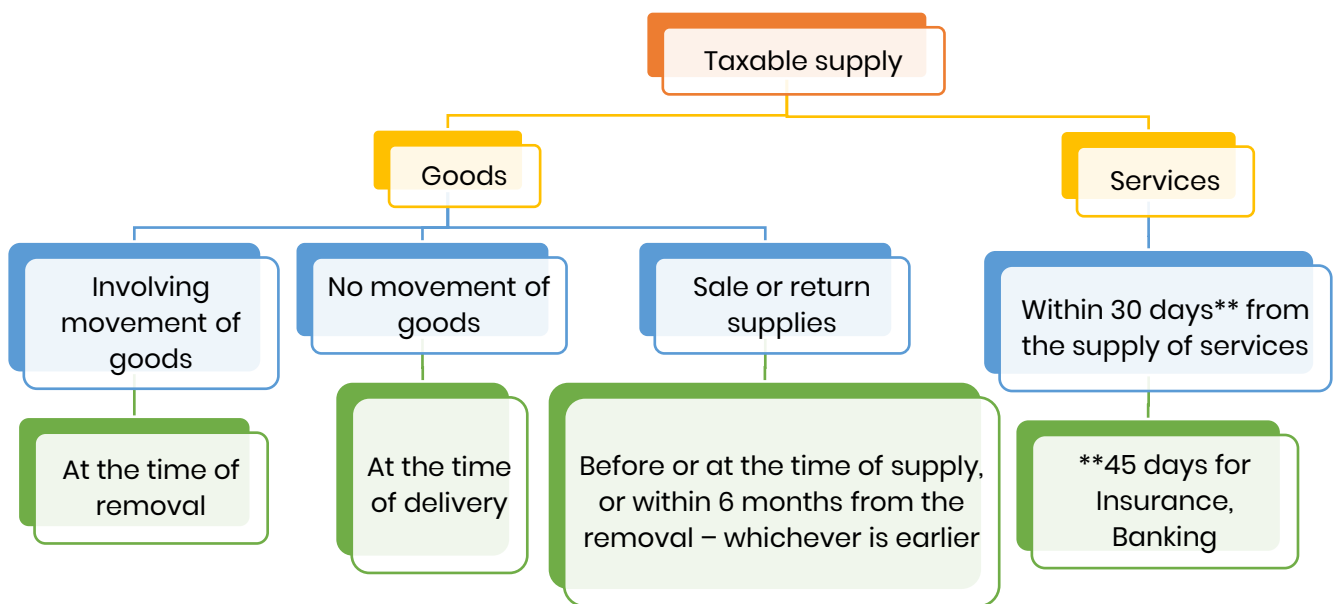 Taxable supply
Goods
Services
Involving
movement of
goods
No movement of
goods
Sale or return
supplies
Within 30 days** from
the supply of services
At the time of
removal
At the time
of delivery
Before or at the time of supply,
or within 6 months from the
removal – whichever is earlier
**45 days for
Insurance,
Banking